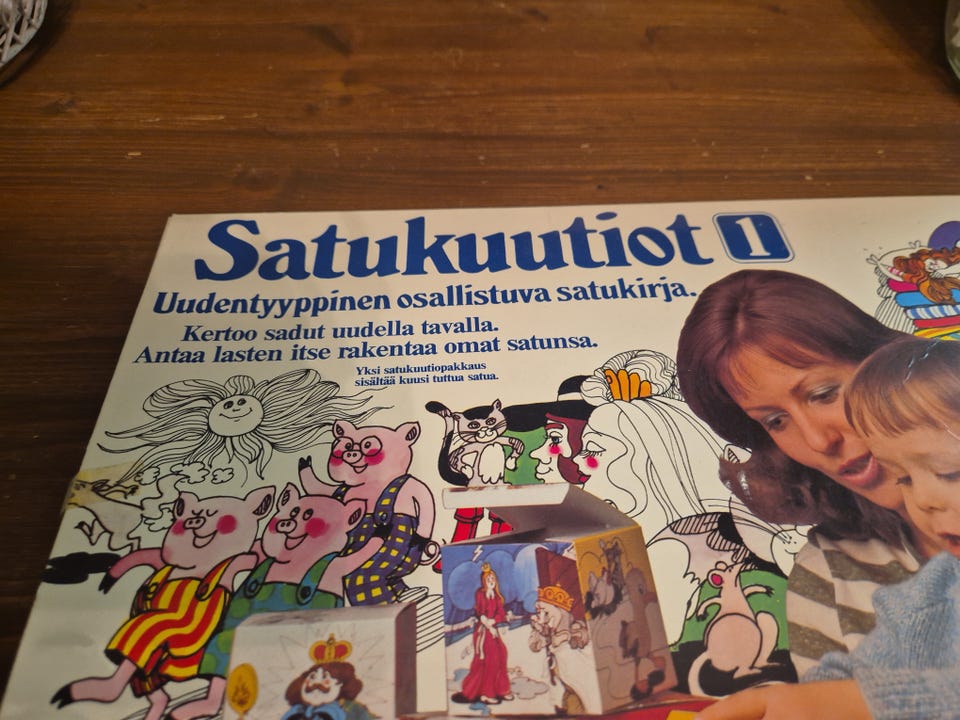 Satukuutiot 1
Uudentyyppinen osallistuva satukirja.
Kertoo sadut uudella tavalla.
Antaa lasten itse rakentaa omat satunsa.
Yksi satukuutiopakkaus
sisältää kuusi tuttua satua.